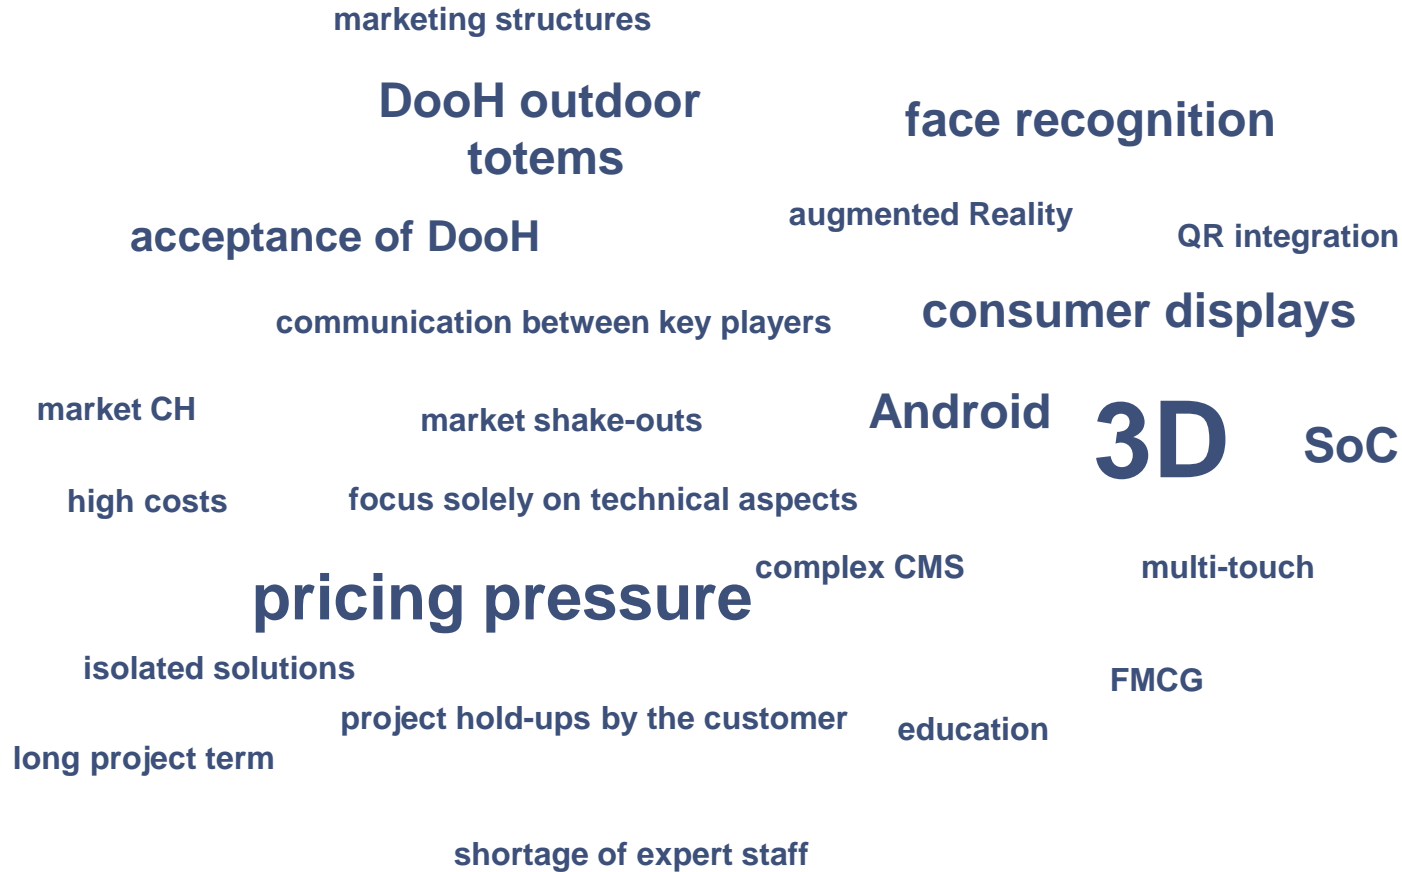 marketing structures
DooH outdoor
totems
face recognition
augmented Reality
acceptance of DooH
QR integration
consumer displays
communication between key players
market CH
market shake-outs
Android
3D
SoC
high costs
focus solely on technical aspects
complex CMS
multi-touch
pricing pressure
isolated solutions
FMCG
project hold-ups by the customer
education
long project term
shortage of expert staff